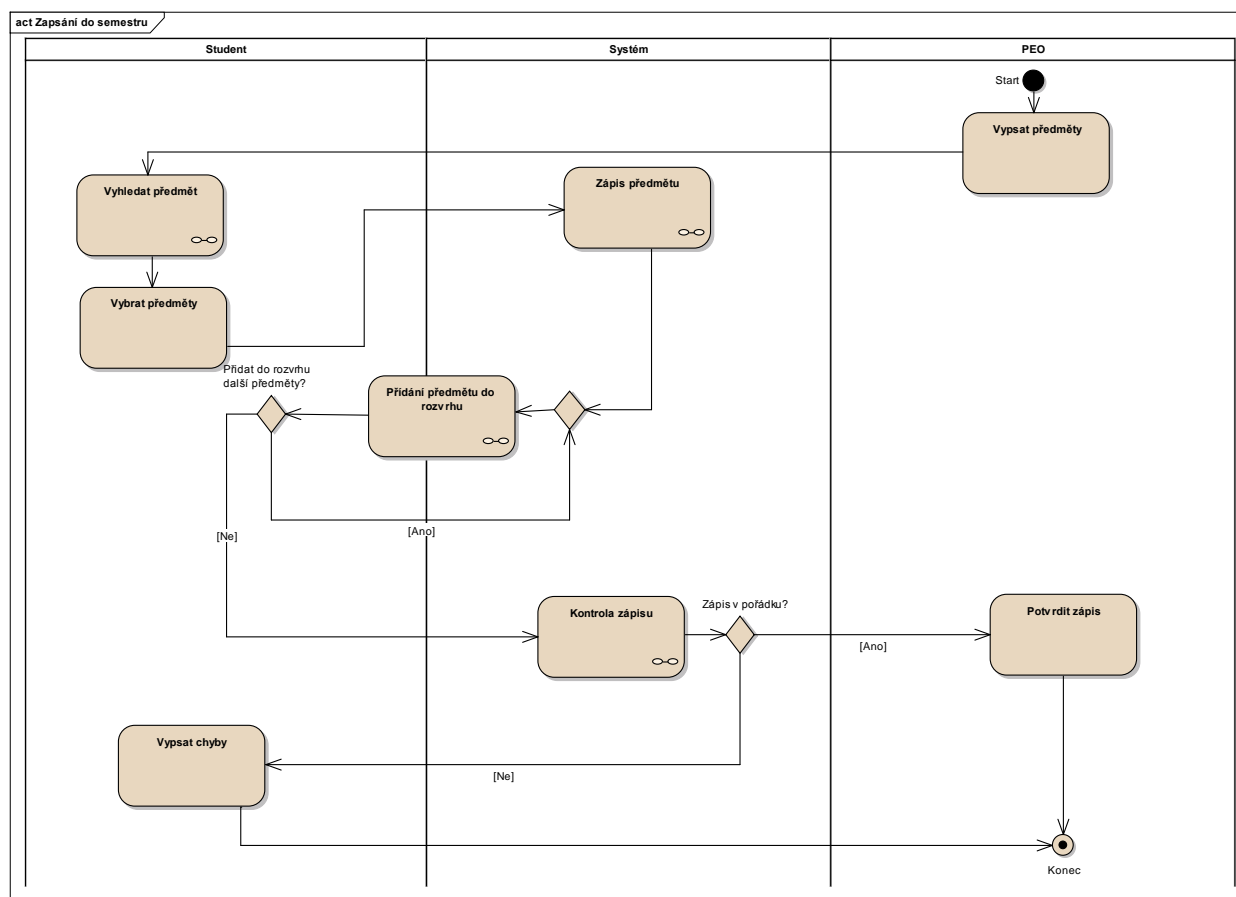 act Zapsání do semestru
Student
Systém
PEO
Start
Vypsat předměty
Vyhledat předmět
Zápis předmětu
Vybrat předměty
Přidat do rozvrhu
další předměty?
Přídání předmětu do
rozvrhu
[Ne]
[Ano]
Kontrola zápisu
Zápis v pořádku?
[Ano]
Potvrdit zápis
Vypsat chyby
[Ne]
Konec